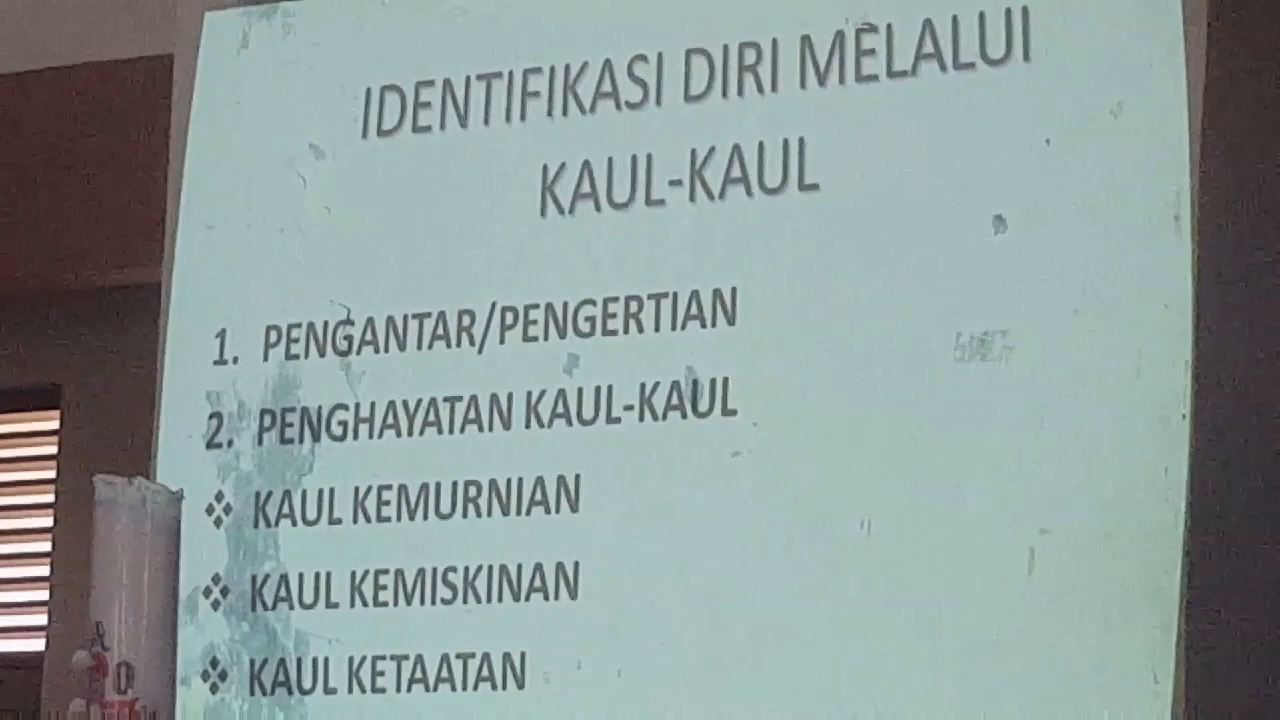 IDENTIFIKASI DIRI MELALUI
KAUL-KAUL
1. PENGANTAR/PENGERTIAN
2. PENGHAYATAN KAUL-KAUL
❖ KAUL KEMURNIAN
❖ KAUL KEMISKINAN
❖ KAUL KETAATAN